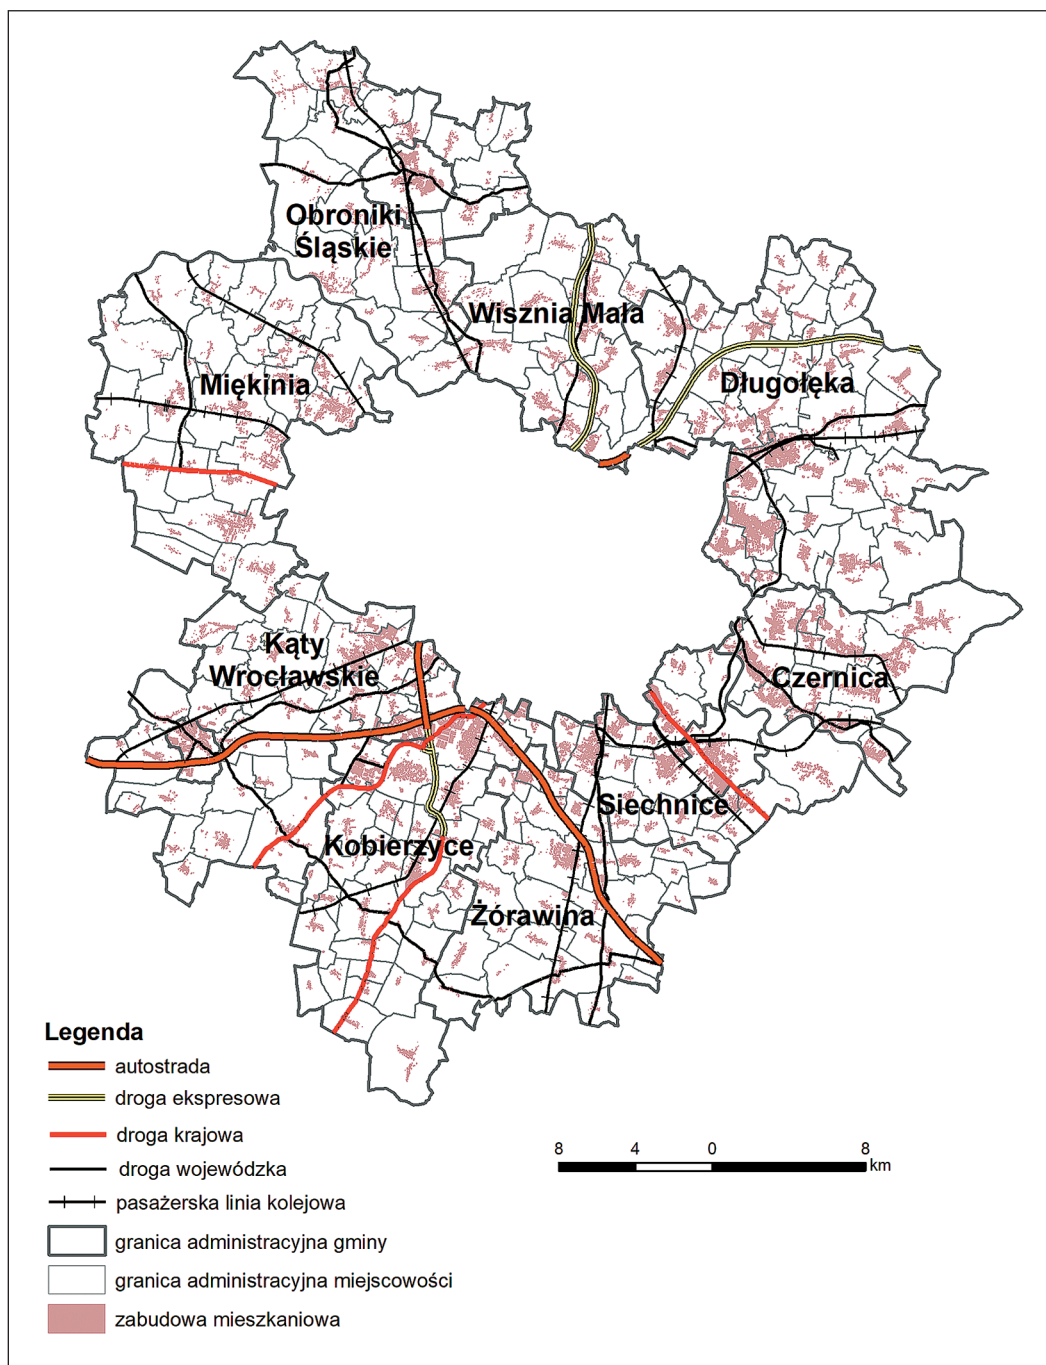 Obroniki
Śląskie
Wisznia Mała
Miękinia
Długołęka
Kąty
Wrocławskie
Czernica
Siechnice
Kobierzyce
Żórawina
Legenda
autostrada
droga ekspresowa
droga krajowa
droga wojewódzka
pasażerska linia kolejowa
granica administracyjna gminy
granica administracyjna miejscowości
zabudowa mieszkaniowa
8 4 0 8
km